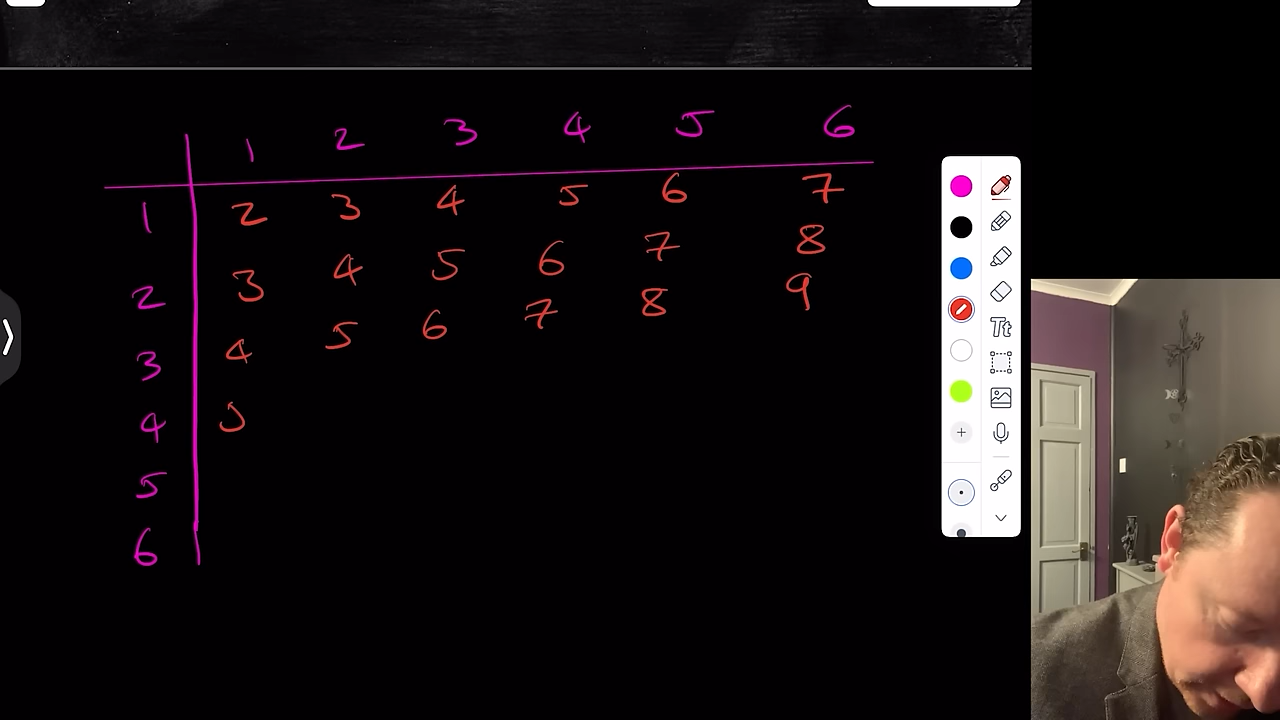 1 2 3 4 5 6
1 2 3 4 5 6 7
2 3 4 5 6 7 8
3 4 5 6 7 8 9
4 5
5
6
Tt